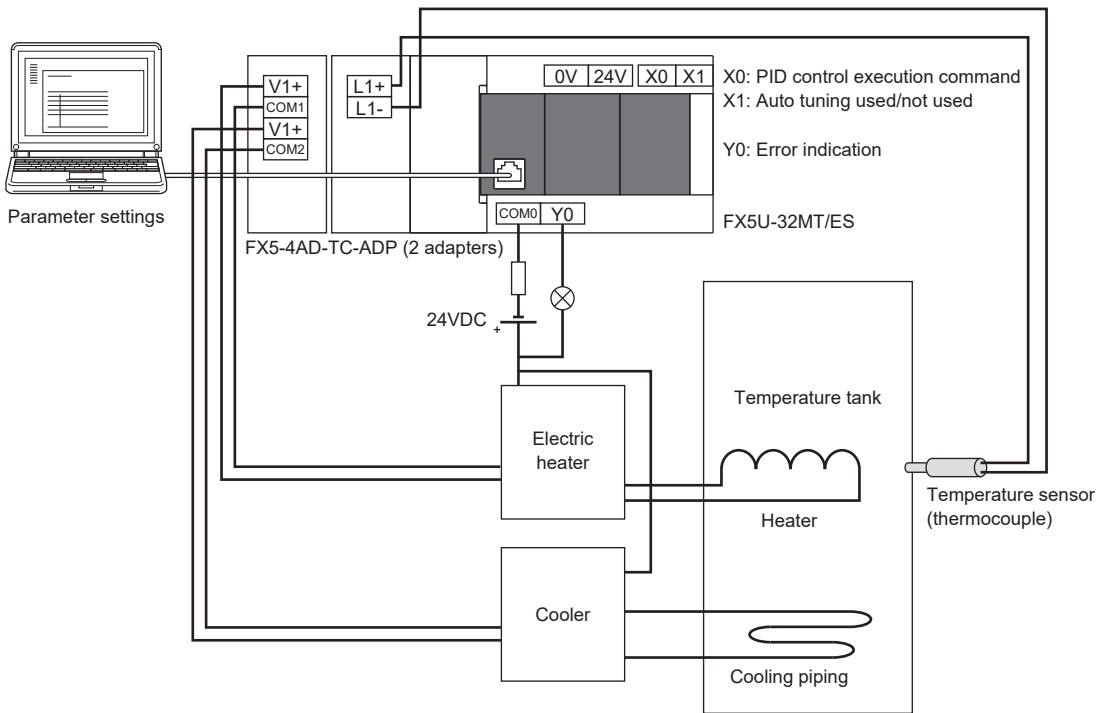 0V 24V X0 X1
X0: PID control execution command
X1: Auto tuning used/not used
Y0: Error indication
V1+
COM1
V1+
COM2
L1+
L1-
Parameter settings
COM0 Y0
FX5U-32MT/ES
FX5-4AD-TC-ADP (2 adapters)
24VDC
+
Temperature tank
Electric
heater
Heater
Temperature sensor
(thermocouple)
Cooler
Cooling piping